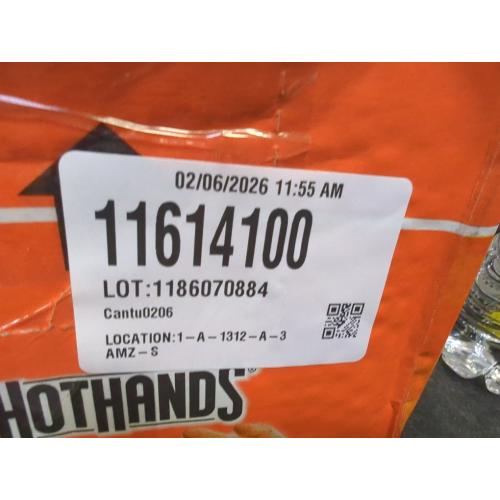 02/06/2026 11:55 AM
11614100
LOT:1186070884
Cantu0206
LOCATION:1-A-1312-A-3
AMZ-S
HOTHANDS®